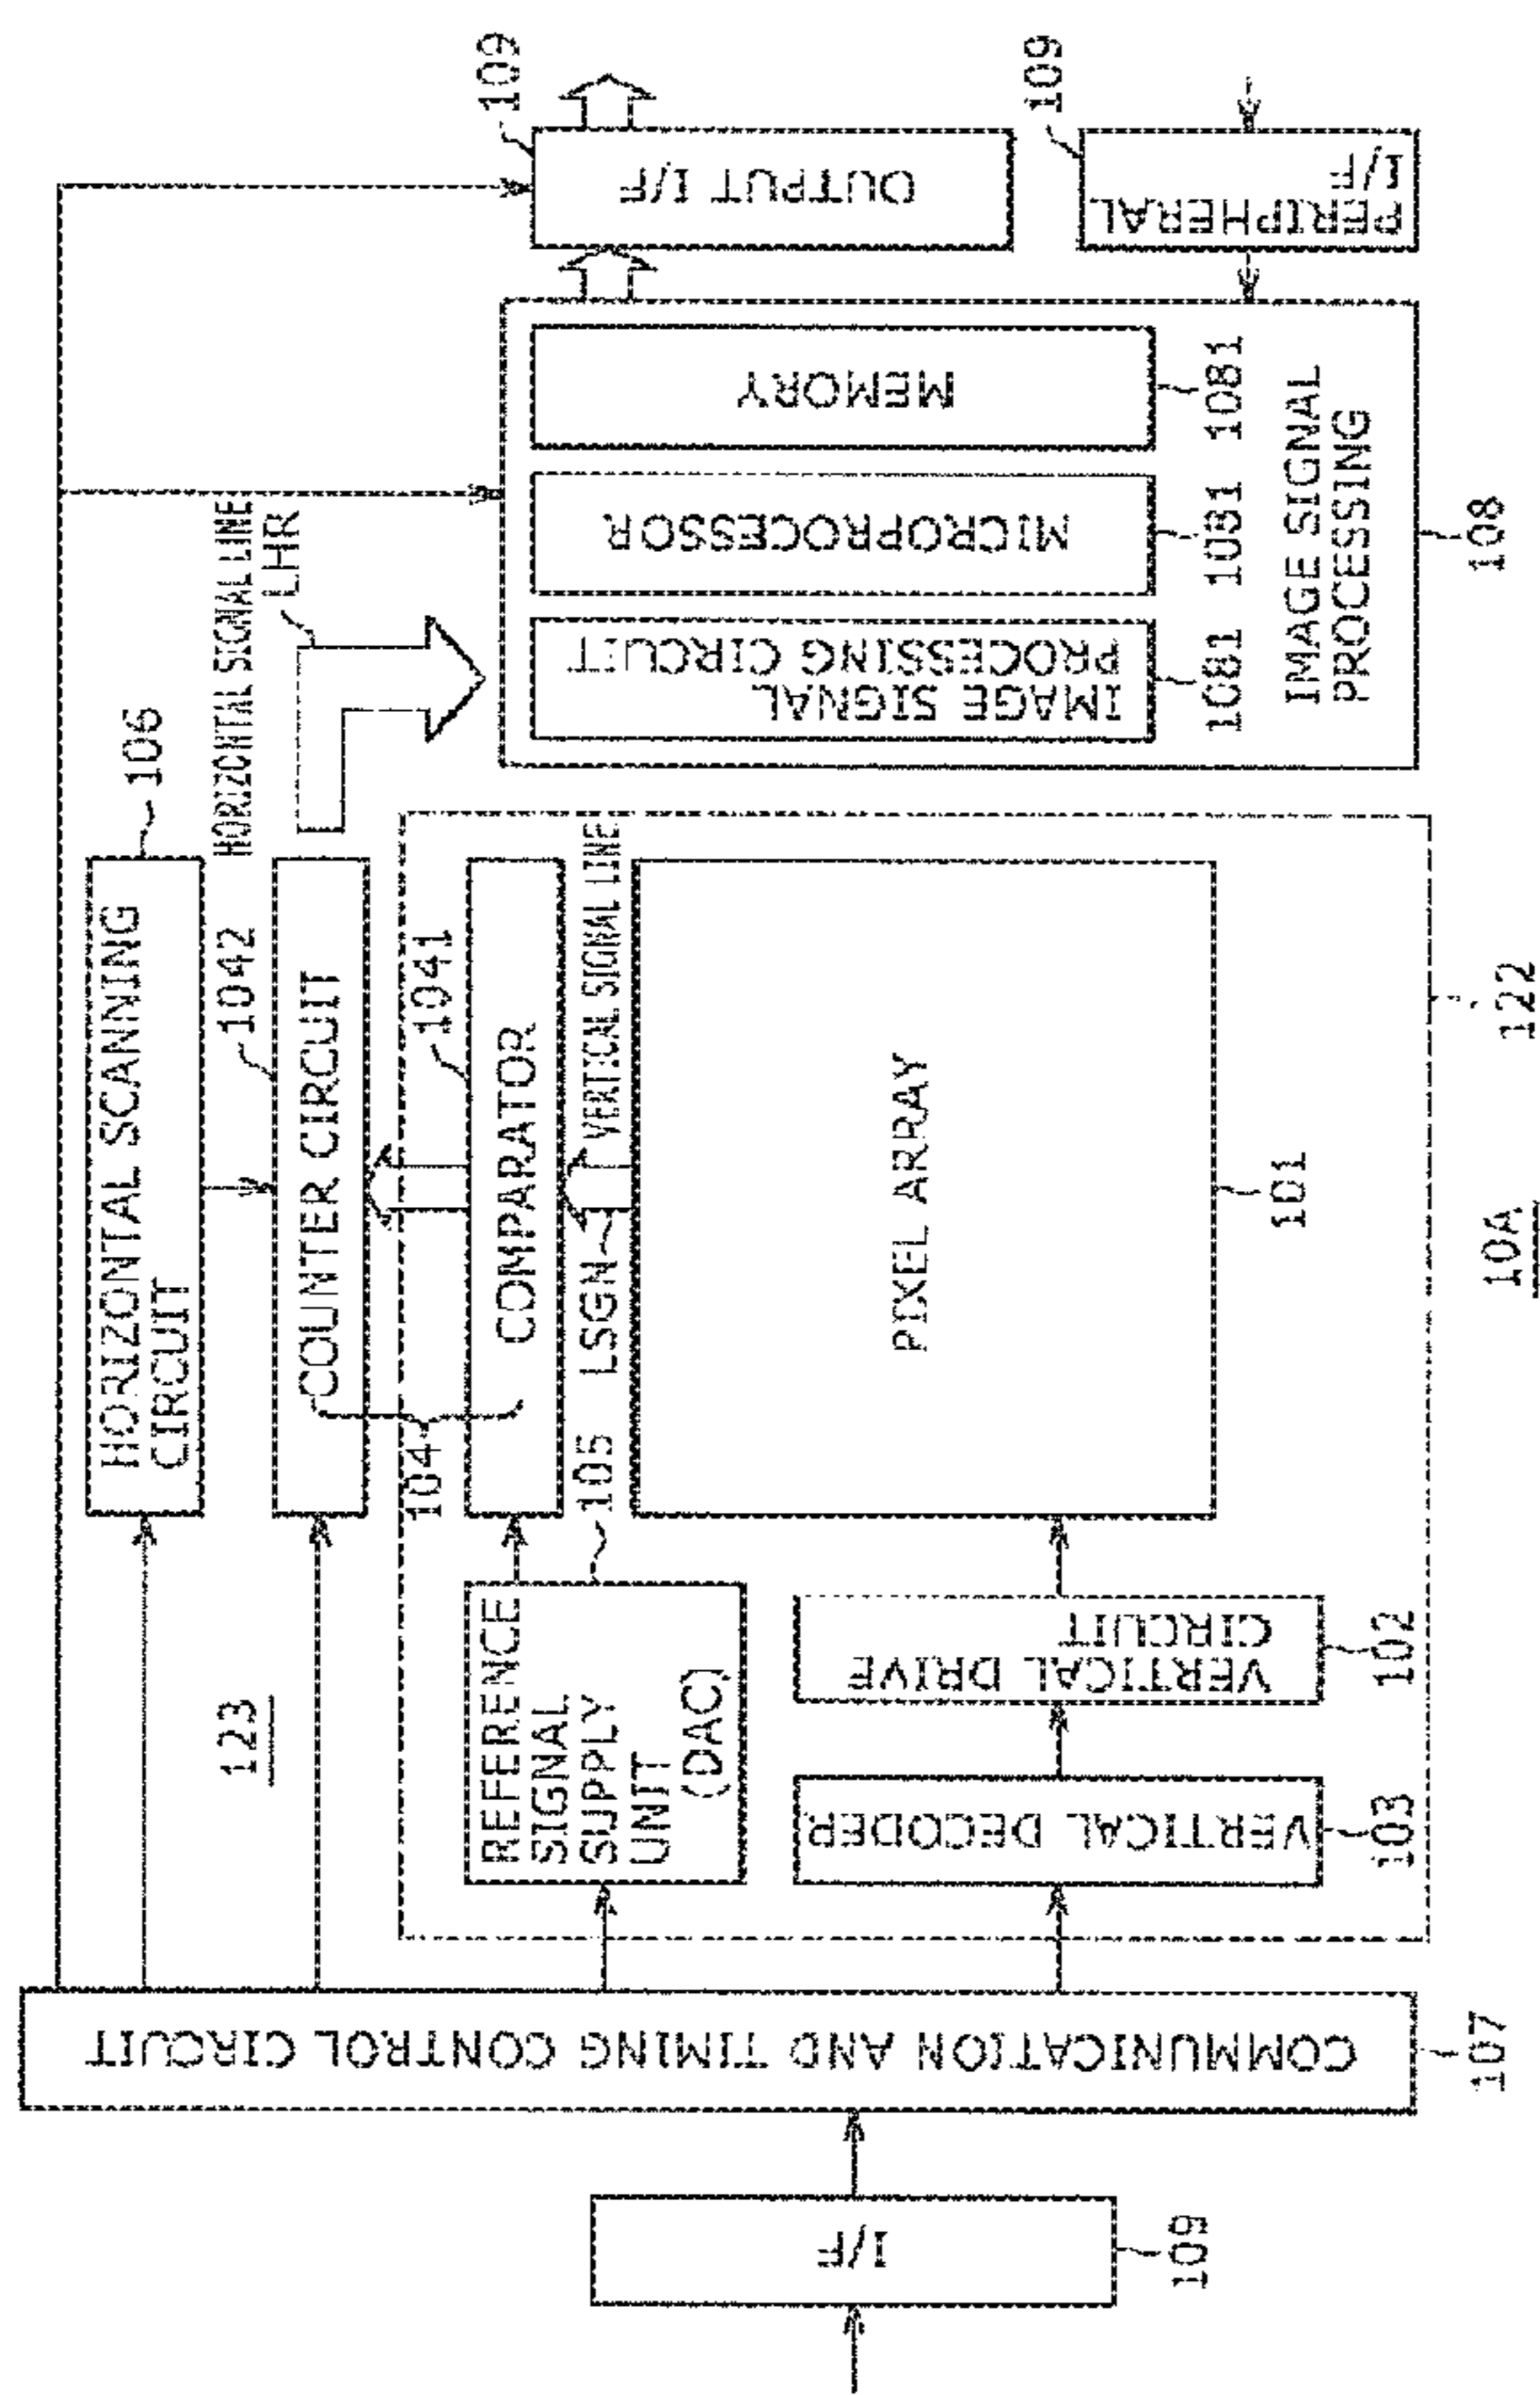 109
OUTPUT I/F
109
PERIPHERAL
I/F
MEMORY
1081
MICROPROCESSOR
1081
IMAGE SIGNAL
PROCESSING CIRCUIT
1081
IMAGE SIGNAL
PROCESSING
108
HORIZONTAL SIGNAL LINE
LHR
106
HORIZONTAL SCANNING
CIRCUIT
1042
COUNTER CIRCUIT
1041
COMPARATOR
104
VERTICAL SIGNAL LINE
LSGN
105
REFERENCE
SIGNAL
SUPPLY
UNIT
(DAC)
PIXEL ARRAY
101
122
10A
123
VERTICAL DRIVE
CIRCUIT
102
VERTICAL DECODER
103
COMMUNICATION AND TIMING CONTROL CIRCUIT
107
I/F
109